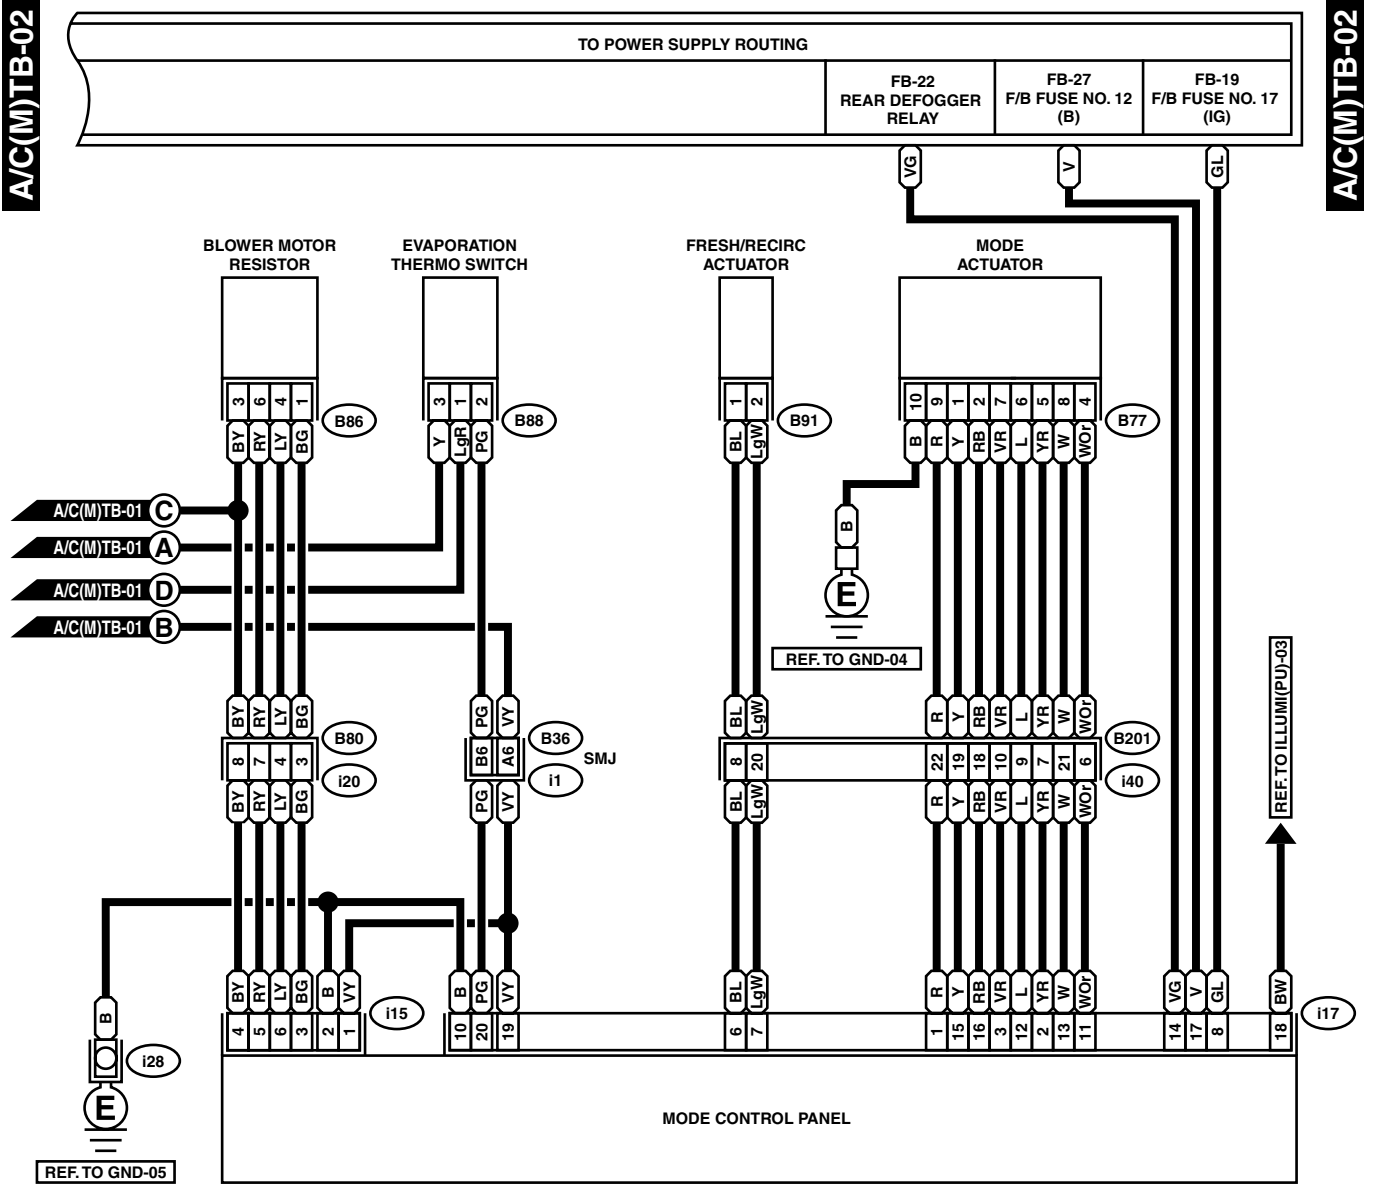 A/C(M)TB-02
A/C(M)TB-02
TO POWER SUPPLY ROUTING
FB-22
REAR DEFOGGER
RELAY
FB-27
F/B FUSE NO. 12
(B)
FB-19
F/B FUSE NO. 17
(IG)
VG V GL
BLOWER MOTOR
RESISTOR
EVAPORATION
THERMO SWITCH
FRESH/RECIRC
ACTUATOR
MODE
ACTUATOR
3 6 4 1
B86
3 1 2
B88
1 2
B91
10 9 1 2 7 6 5 8 4
B77
BY RY LY BG
Y LgR PG
BL LgW
B R Y RB VR L YR W WOr
A/C(M)TB-01 C
A/C(M)TB-01 A
A/C(M)TB-01 D
A/C(M)TB-01 B
B
E
REF. TO GND-04
REF. TO ILLUMI(PU)-03
BY RY LY BG
PG VY
BL LgW
R Y RB VR L YR W WOr
B80
B36
B201
8 7 4 3
B6 A6
SMJ
8 20
22 19 18 10 9 7 21 6
i20
i1
i40
BY RY LY BG
PG VY
BL LgW
R Y RB VR L YR W WOr
BY RY LY BG B VY
B PG VY
BL LgW
R Y RB VR L YR W WOr
VG V GL
BW
B
i15
i17
4 5 6 3 2 1
10 20 19
6 7
1 15 16 3 12 2 13 11
14 17 8
18
i28
E
REF. TO GND-05
MODE CONTROL PANEL